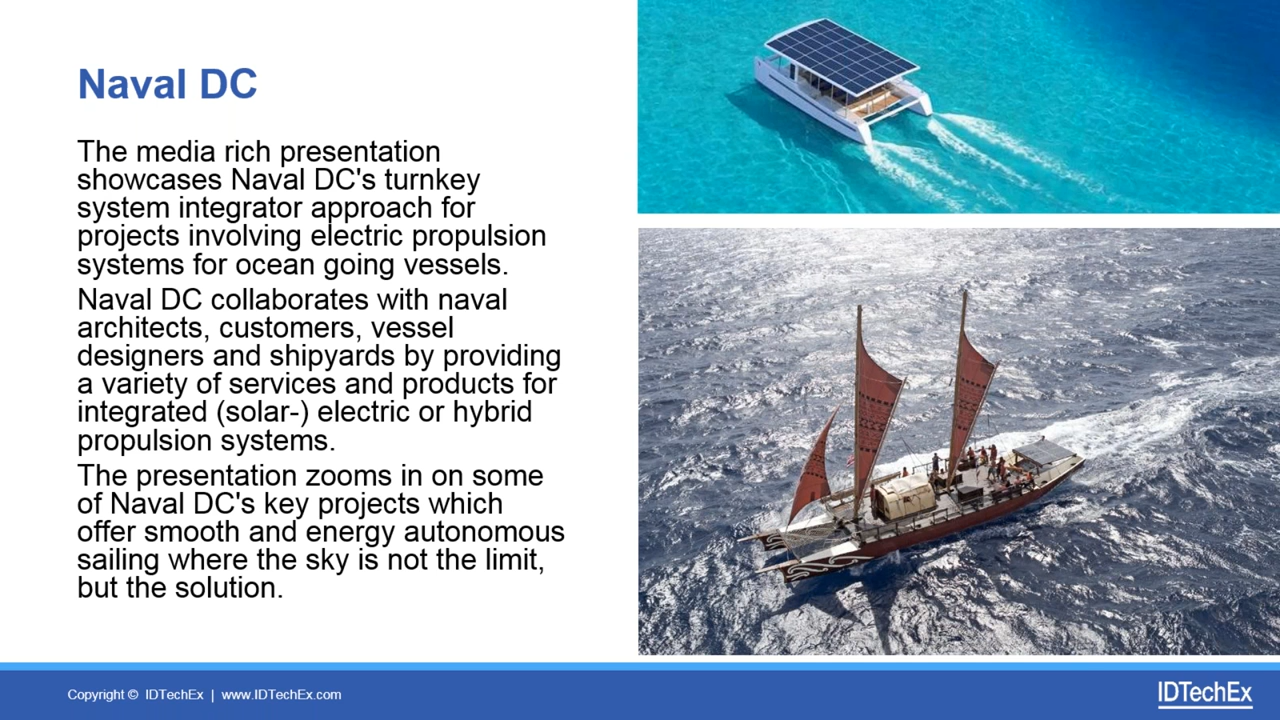 Naval DC
The media rich presentation
showcases Naval DC's turnkey
system integrator approach for
projects involving electric propulsion
systems for ocean going vessels.
Naval DC collaborates with naval
architects, customers, vessel
designers and shipyards by providing
a variety of services and products for
integrated (solar-) electric or hybrid
propulsion systems.
The presentation zooms in on some
of Naval DC's key projects which
offer smooth and energy autonomous
sailing where the sky is not the limit,
but the solution.
Copyright © IDTechEx | www.IDTechEx.com
IDTechEx